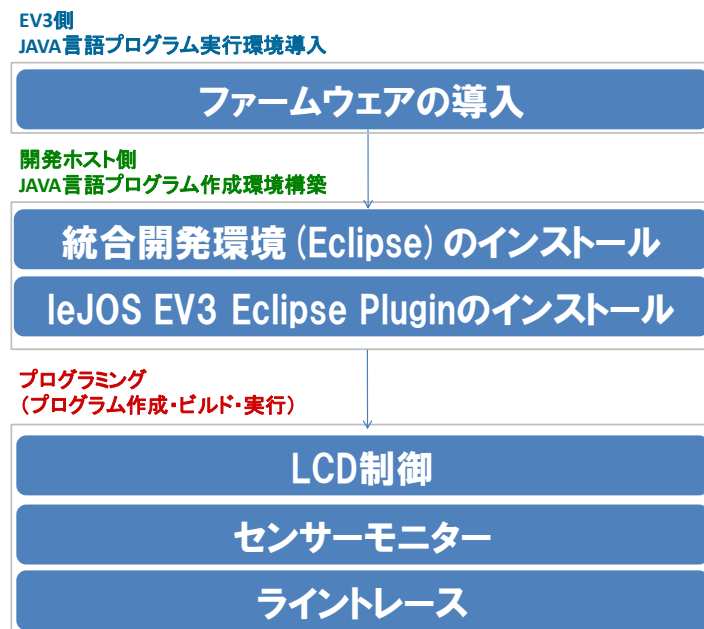 EV3側
JAVA言語プログラム実行環境導入
ファームウェアの導入
開発ホスト側
JAVA言語プログラム作成環境構築
統合開発環境(Eclipse)のインストール
leJOS EV3 Eclipse Pluginのインストール
プログラミング
(プログラム作成・ビルド・実行)
LCD制御
センサーモニター
ライントレース